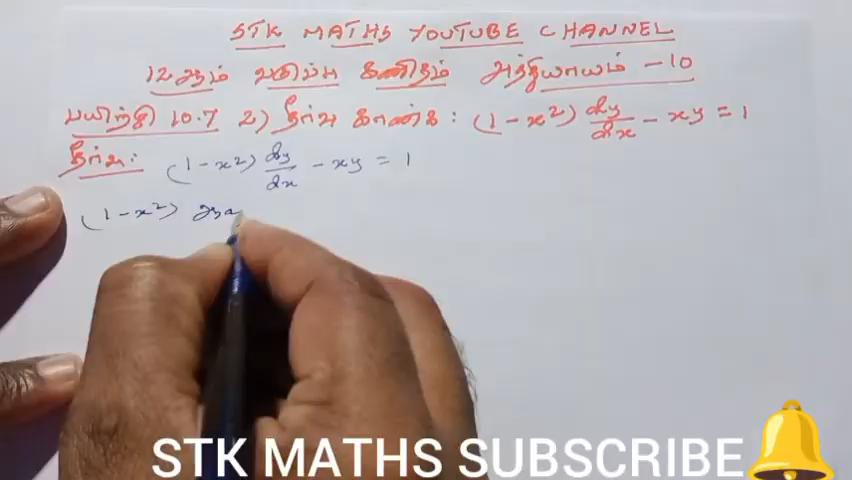 STK MATHS YOUTUBE CHANNEL
12ஆம் வகுப்பு கணிதம் அத்தியாயம் - 10
பயிற்சி 10.7 2) தீர்வு காண்க : (1 - x²) dy/dx - xy = 1
தீர்வு: (1 - x²) dy/dx - xy = 1
(1 - x²)
STK MATHS SUBSCRIBE